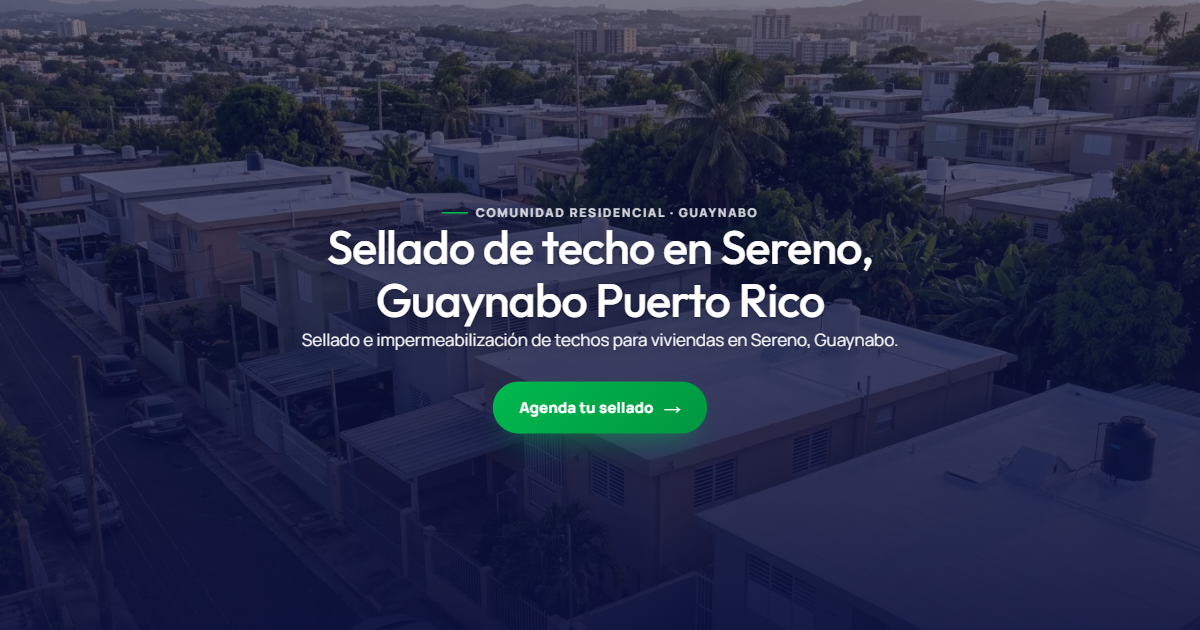 COMUNIDAD RESIDENCIAL · GUAYNABO
Sellado de techo en Sereno,
Guaynabo Puerto Rico
Sellado e impermeabilización de techos para viviendas en Sereno, Guaynabo.
Agenda tu sellado →